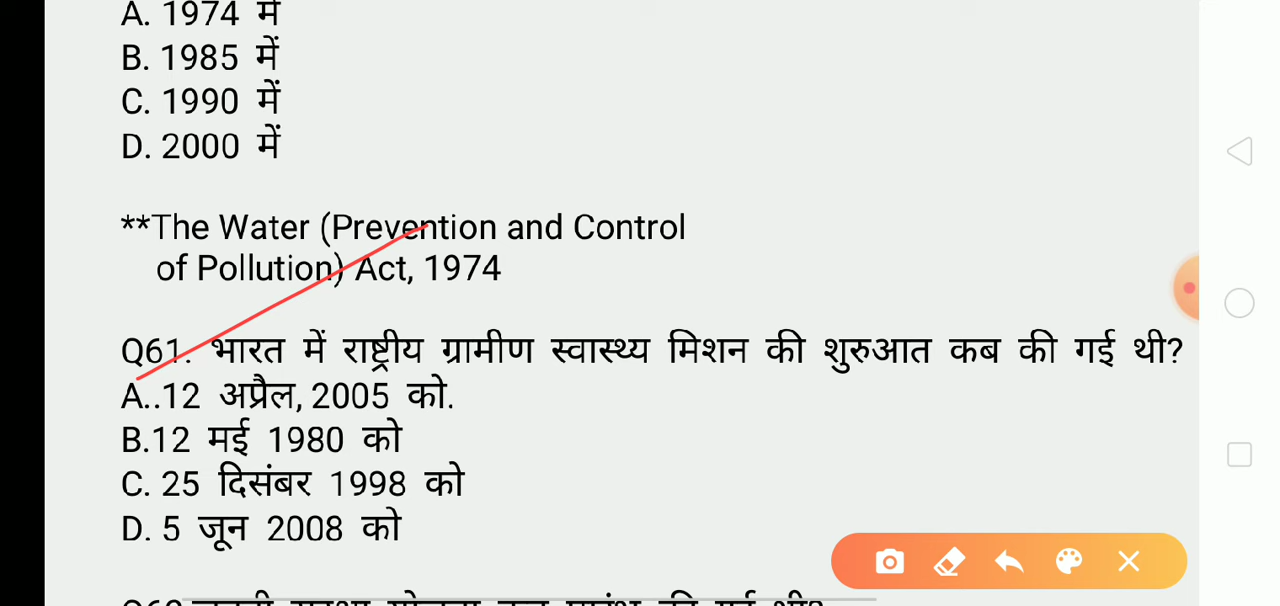 A. 1974 में
B. 1985 में
C. 1990 में
D. 2000 में
**The Water (Prevention and Control
of Pollution) Act, 1974
Q61. भारत में राष्ट्रीय ग्रामीण स्वास्थ्य मिशन की शुरुआत कब की गई थी?
A..12 अप्रैल, 2005 को.
B.12 मई 1980 को
C. 25 दिसंबर 1998 को
D. 5 जून 2008 को